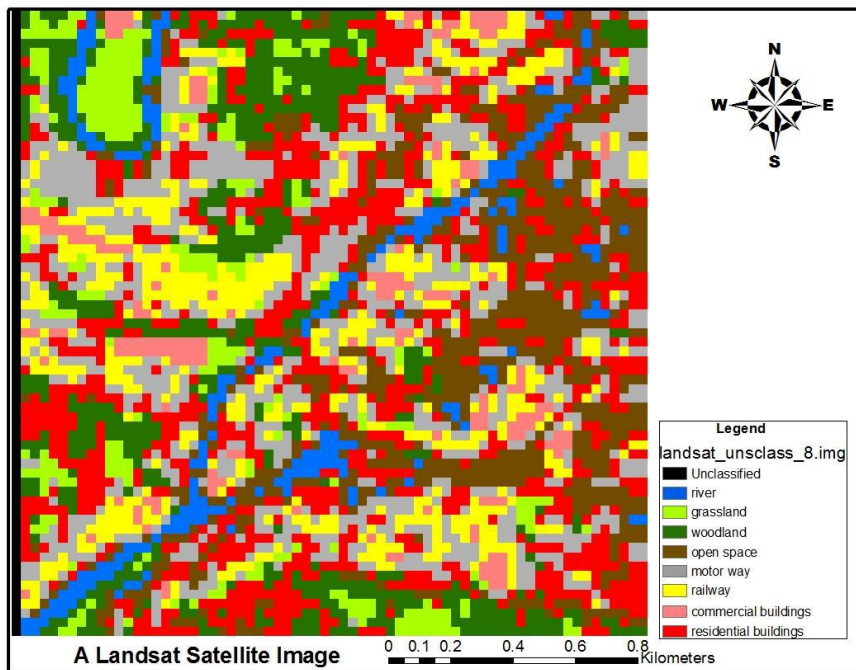 N
W E
S
Legend
landsat_unsclass_8.img
Unclassified
river
grassland
woodland
open space
motor way
railway
commercial buildings
residential buildings
A Landsat Satellite Image
0 0.1 0.2 0.4 0.6 0.8
Kilometers